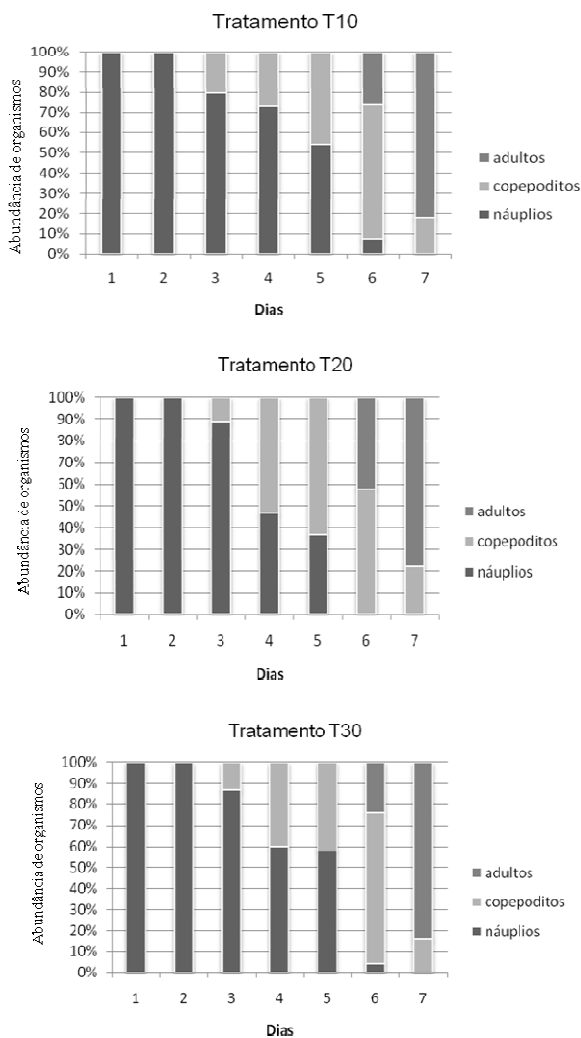 Tratamento T10
100%
90%
80%
70%
60%
50%
40%
30%
20%
10%
0%
Abundância de organismos
1 2 3 4 5 6 7
Dias
adultos
copepoditos
náuplios
Tratamento T20
100%
90%
80%
70%
60%
50%
40%
30%
20%
10%
0%
Abundância de organismos
1 2 3 4 5 6 7
Dias
adultos
copepoditos
náuplios
Tratamento T30
100%
90%
80%
70%
60%
50%
40%
30%
20%
10%
0%
Abundância de organismos
1 2 3 4 5 6 7
Dias
adultos
copepoditos
náuplios